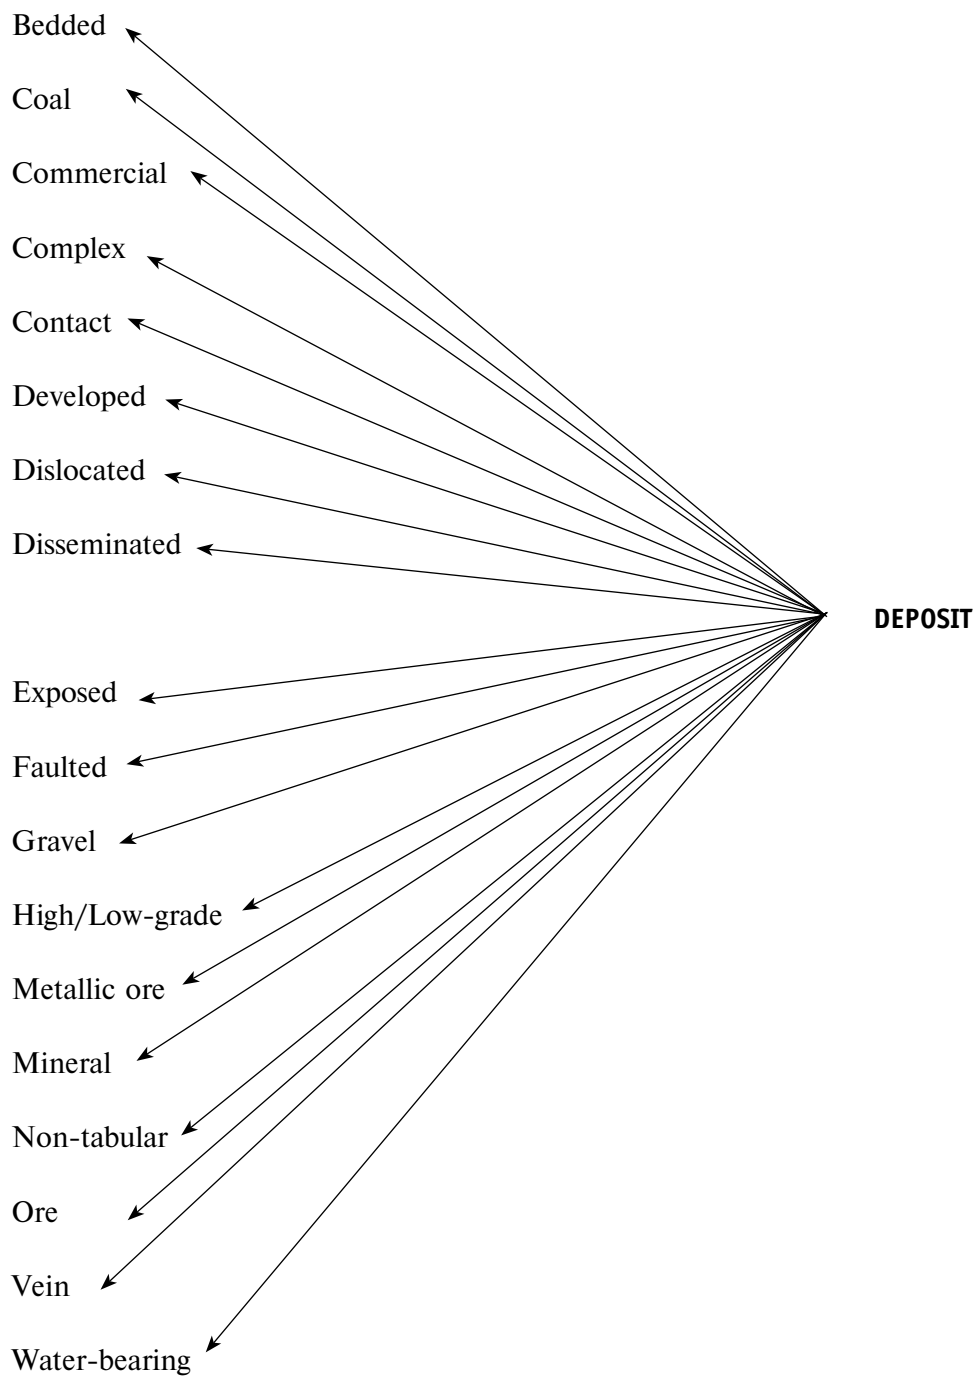 Bedded
Coal
Commercial
Complex
Contact
Developed
Dislocated
Disseminated
DEPOSIT
Exposed
Faulted
Gravel
High/Low-grade
Metallic ore
Mineral
Non-tabular
Ore
Vein
Water-bearing